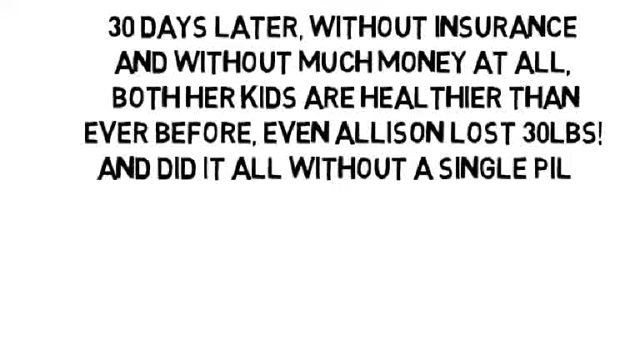 30 DAYS LATER, WITHOUT INSURANCE
AND WITHOUT MUCH MONEY AT ALL,
BOTH HER KIDS ARE HEALTHIER THAN
EVER BEFORE, EVEN ALLISON LOST 30LBS!
AND DID IT ALL WITHOUT A SINGLE PIL